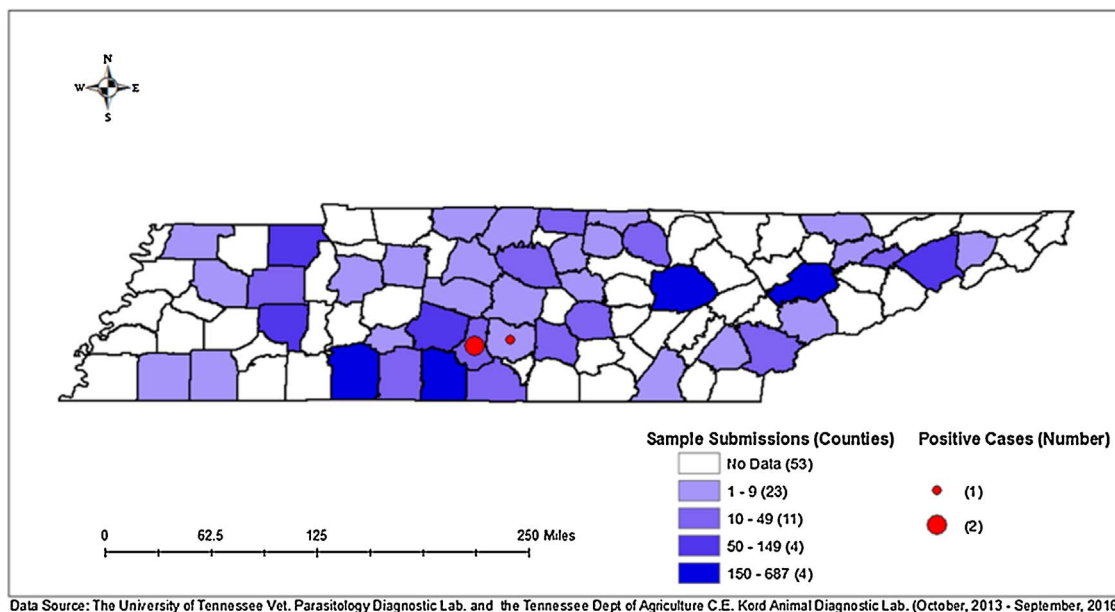 N
W E
S
Sample Submissions (Counties)
No Data (53)
1 - 9 (23)
10 - 49 (11)
50 - 149 (4)
150 - 687 (4)
Positive Cases (Number)
(1)
(2)
0 62.5 125 250 Miles
Data Source: The University of Tennessee Vet. Parasitology Diagnostic Lab. and the Tennessee Dept of Agriculture C.E. Kord Animal Diagnostic Lab. (October, 2013 - September,